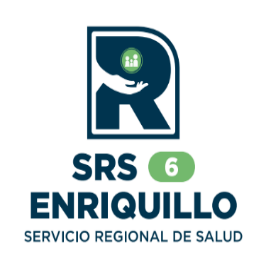 R
SRS 6
ENRIQUILLO
SERVICIO REGIONAL DE SALUD